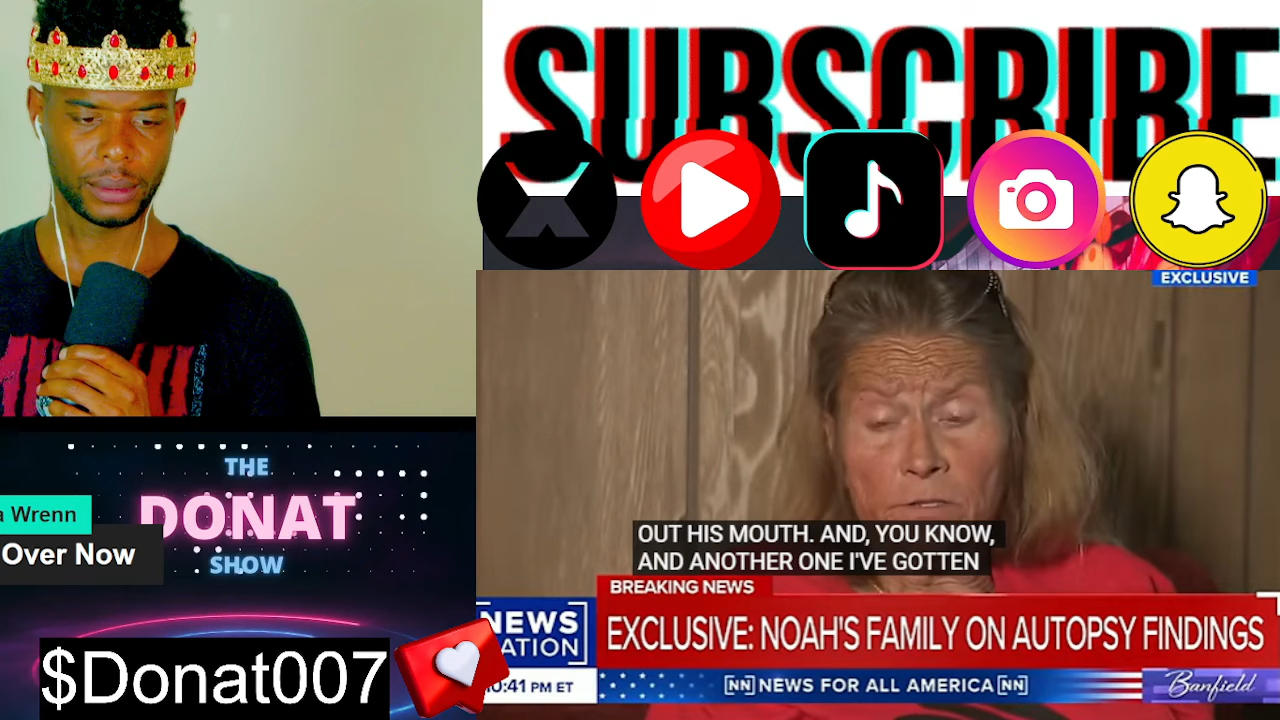 SUBSCRIBE
EXCLUSIVE
THE
DONAT
SHOW
a Wrenn
Over Now
$Donat007
OUT HIS MOUTH. AND, YOU KNOW,
AND ANOTHER ONE I'VE GOTTEN
BREAKING NEWS
NEWS
NATION
EXCLUSIVE: NOAH'S FAMILY ON AUTOPSY FINDINGS
10:41 PM ET
NN NEWS FOR ALL AMERICA NN
Banfield